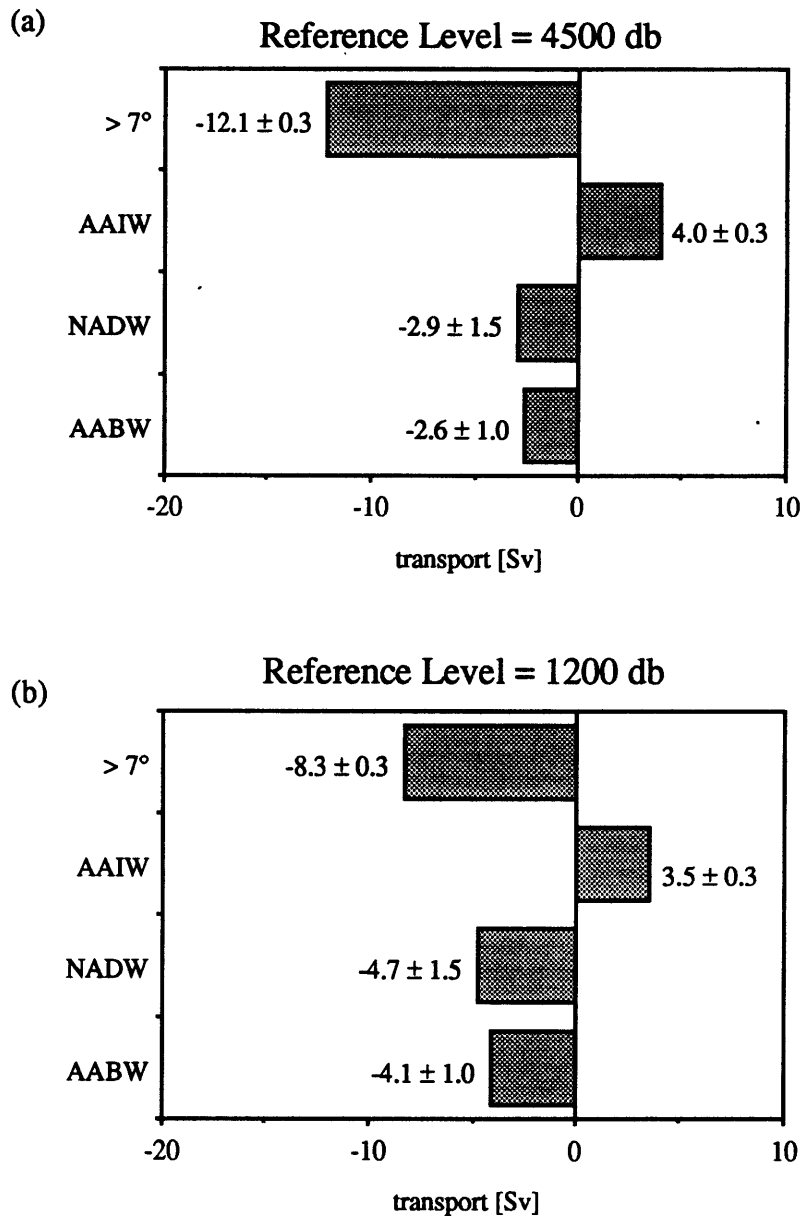 (a)
Reference Level = 4500 db
> 7°
-12.1 ± 0.3
AAIW
4.0 ± 0.3
NADW
-2.9 ± 1.5
AABW
-2.6 ± 1.0
-20
-10
0
10
transport [Sv]
(b)
Reference Level = 1200 db
> 7°
-8.3 ± 0.3
AAIW
3.5 ± 0.3
NADW
-4.7 ± 1.5
AABW
-4.1 ± 1.0
-20
-10
0
10
transport [Sv]